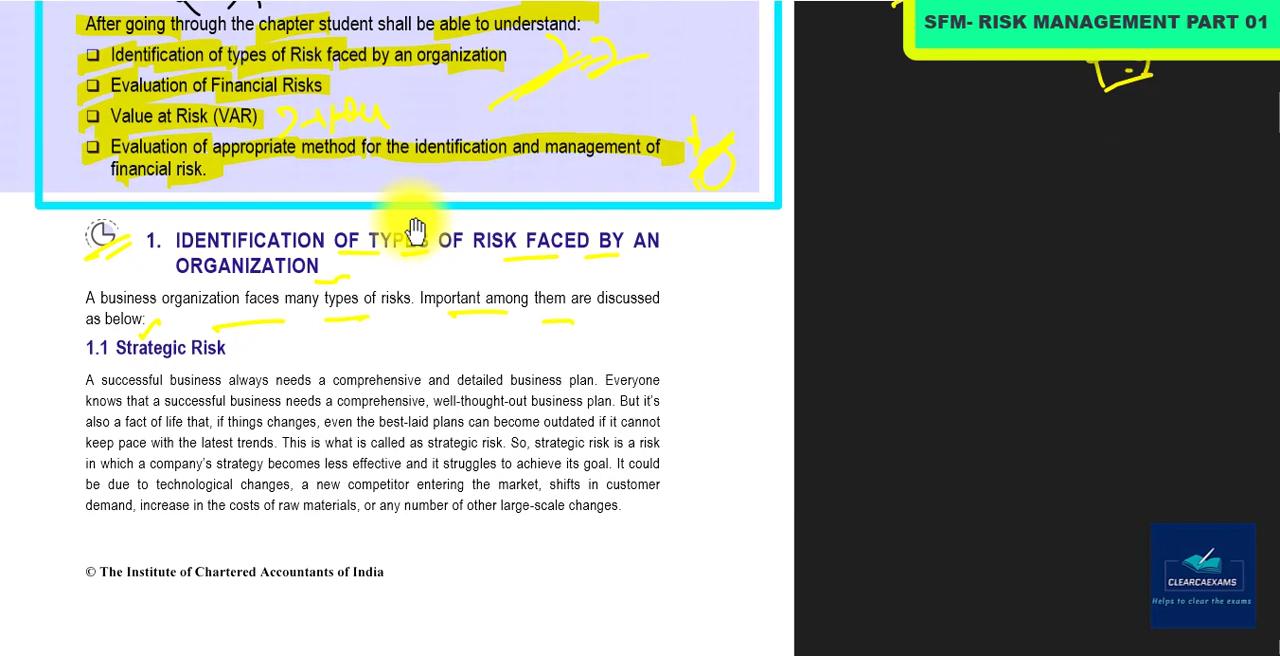 After going through the chapter student shall be able to understand:
❑ Identification of types of Risk faced by an organization
❑ Evaluation of Financial Risks
❑ Value at Risk (VAR)
❑ Evaluation of appropriate method for the identification and management of
financial risk.
1. IDENTIFICATION OF TYPES OF RISK FACED BY AN
ORGANIZATION
A business organization faces many types of risks. Important among them are discussed
as below:
1.1 Strategic Risk
A successful business always needs a comprehensive and detailed business plan. Everyone
knows that a successful business needs a comprehensive, well-thought-out business plan. But it's
also a fact of life that, if things changes, even the best-laid plans can become outdated if it cannot
keep pace with the latest trends. This is what is called as strategic risk. So, strategic risk is a risk
in which a company's strategy becomes less effective and it struggles to achieve its goal. It could
be due to technological changes, a new competitor entering the market, shifts in customer
demand, increase in the costs of raw materials, or any number of other large-scale changes.
© The Institute of Chartered Accountants of India
SFM- RISK MANAGEMENT PART 01
CLEARCAEXAMS
Helps to clear the exams